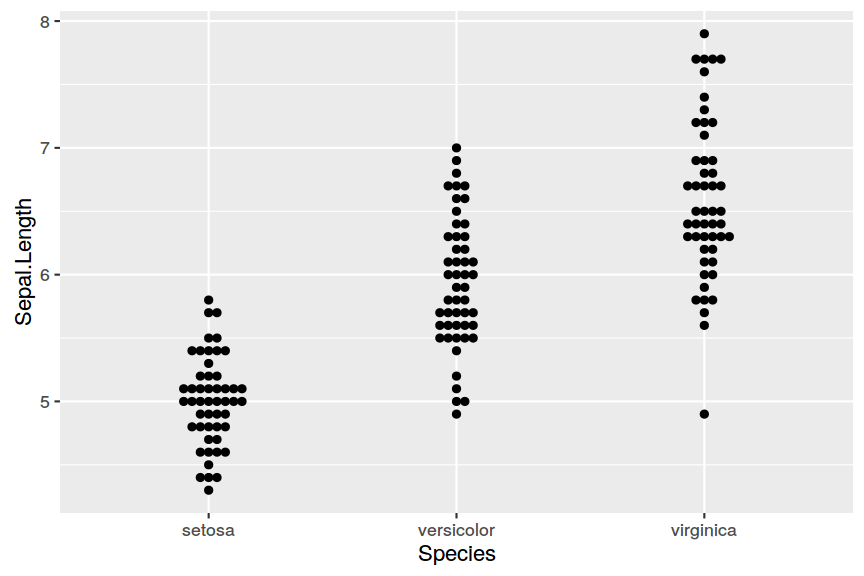 8
7
6
5
Sepal.Length
setosa
versicolor
virginica
Species